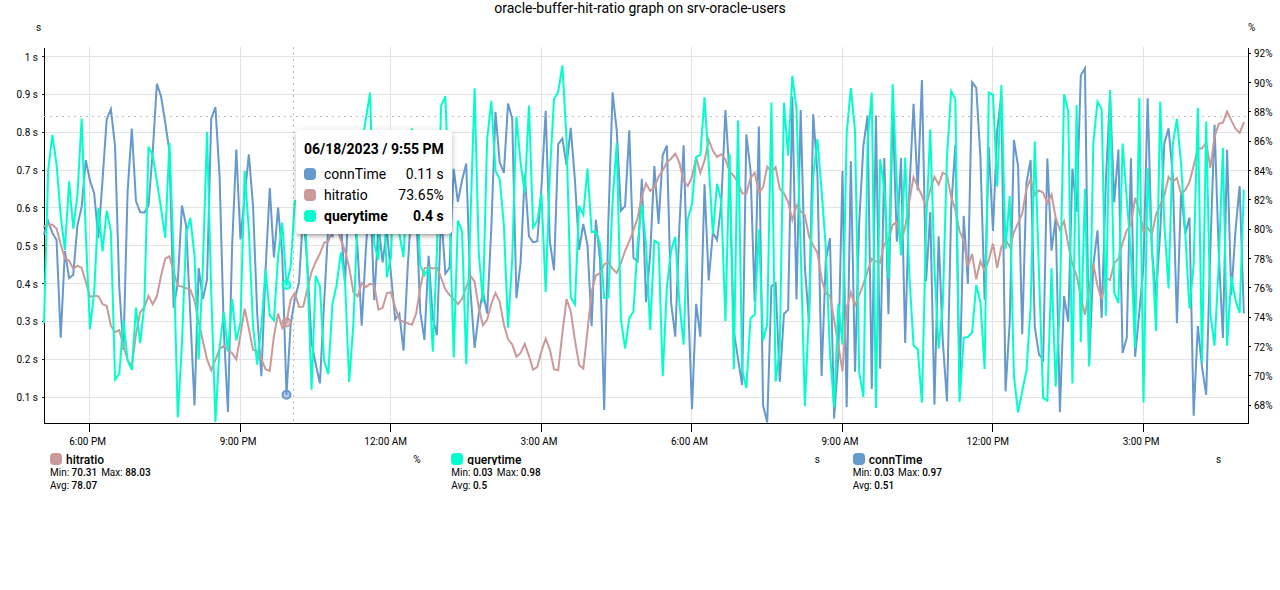 oracle-buffer-hit-ratio graph on srv-oracle-users
s %
1 s
0.9 s
0.8 s
0.7 s
0.6 s
0.5 s
0.4 s
0.3 s
0.2 s
0.1 s
92%
90%
88%
86%
84%
82%
80%
78%
76%
74%
72%
70%
68%
06/18/2023 / 9:55 PM
connTime 0.11 s
hitratio 73.65%
querytime 0.4 s
6:00 PM 9:00 PM 12:00 AM 3:00 AM 6:00 AM 9:00 AM 12:00 PM 3:00 PM
hitratio %
Min: 70.31 Max: 88.03
Avg: 78.07
querytime s
Min: 0.03 Max: 0.98
Avg: 0.5
connTime s
Min: 0.03 Max: 0.97
Avg: 0.51